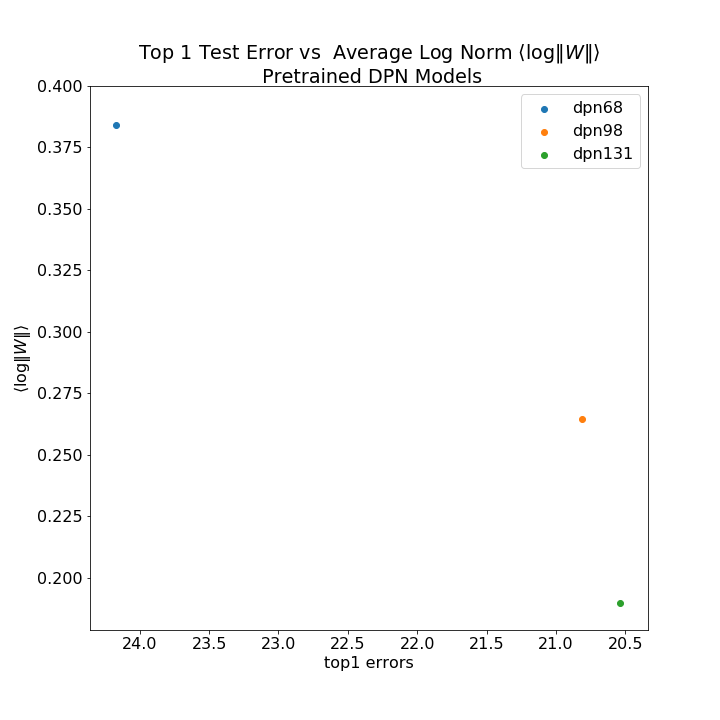 Top 1 Test Error vs  Average Log Norm ⟨log‖W‖⟩
Pretrained DPN Models
dpn68
dpn98
dpn131
0.400
0.375
0.350
0.325
0.300
0.275
0.250
0.225
0.200
⟨log‖W‖⟩
24.0 23.5 23.0 22.5 22.0 21.5 21.0 20.5
top1 errors